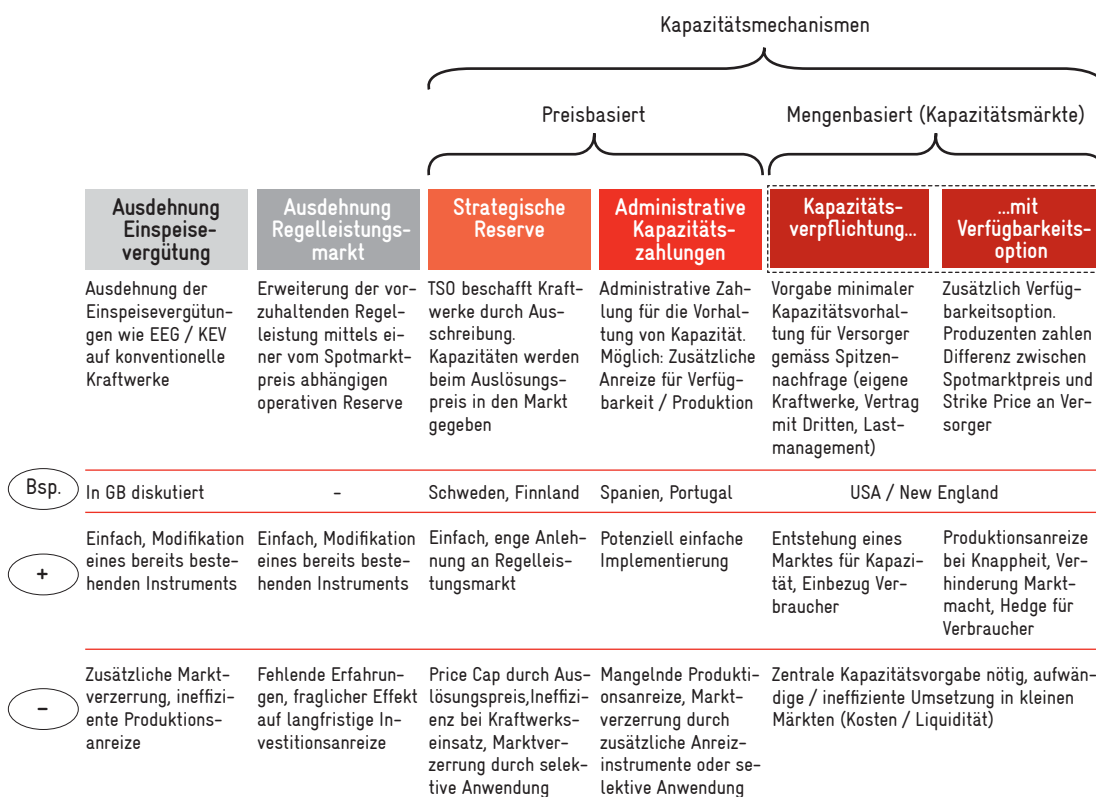 Kapazitätsmechanismen
Preisbasiert
Mengenbasiert (Kapazitätsmärkte)
Ausdehnung
Einspeise-
vergütung
Ausdehnung
Regelleistungs-
markt
Strategische
Reserve
Administrative
Kapazitäts-
zahlungen
Kapazitäts-
verpflichtung...
...mit
Verfügbarkeits-
option
Ausdehnung der
Einspeisevergütun-
gen wie EEG / KEV
auf konventionelle
Kraftwerke
Erweiterung der vor-
zuhaltenden Regel-
leistung mittels ei-
ner vom Spotmarkt-
preis abhängigen
operativen Reserve
TSO beschafft Kraft-
werke durch Aus-
schreibung.
Kapazitäten werden
beim Auslösungs-
preis in den Markt
gegeben
Administrative Zah-
lung für die Vorhal-
tung von Kapazität.
Möglich: Zusätzliche
Anreize für Verfüg-
barkeit / Produktion
Vorgabe minimaler
Kapazitätsvorhal-
tung für Versorger
gemäss Spitzen-
nachfrage (eigene
Kraftwerke, Vertrag
mit Dritten, Last-
management)
Zusätzlich Verfüg-
barkeitsoption.
Produzenten zahlen
Differenz zwischen
Spotmarktpreis und
Strike Price an Ver-
sorger
Bsp.
In GB diskutiert
–
Schweden, Finnland
Spanien, Portugal
USA / New England
+
Einfach, Modifikation
eines bereits beste-
henden Instruments
Einfach, Modifikation
eines bereits beste-
henden Instruments
Einfach, enge Anleh-
nung an Regelleis-
tungsmarkt
Potenziell einfache
Implementierung
Entstehung eines
Marktes für Kapazi-
tät, Einbezug Ver-
braucher
Produktionsanreize
bei Knappheit, Ver-
hinderung Markt-
macht, Hedge für
Verbraucher
–
Zusätzliche Markt-
verzerrung, ineffizi-
ente Produktions-
anreize
Fehlende Erfahrun-
gen, fraglicher Effekt
auf langfristige In-
vestitionsanreize
Price Cap durch Aus-
lösungspreis,Ineffizi-
enz bei Kraftwerks-
einsatz, Marktver-
zerrung durch selek-
tive Anwendung
Mangelnde Produkti-
onsanreize, Markt-
verzerrung durch
zusätzliche Anreiz-
instrumente oder se-
lektive Anwendung
Zentrale Kapazitätsvorgabe nötig, aufwän-
dige / ineffiziente Umsetzung in kleinen
Märkten (Kosten / Liquidität)